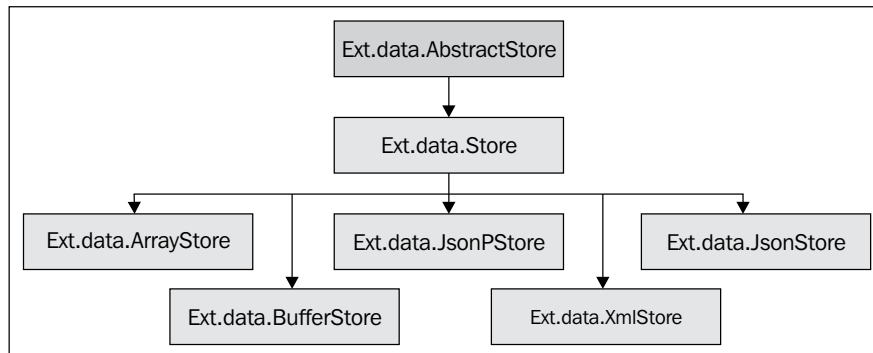 Ext.data.AbstractStore
Ext.data.Store
Ext.data.ArrayStore
Ext.data.JsonPStore
Ext.data.JsonStore
Ext.data.BufferStore
Ext.data.XmlStore